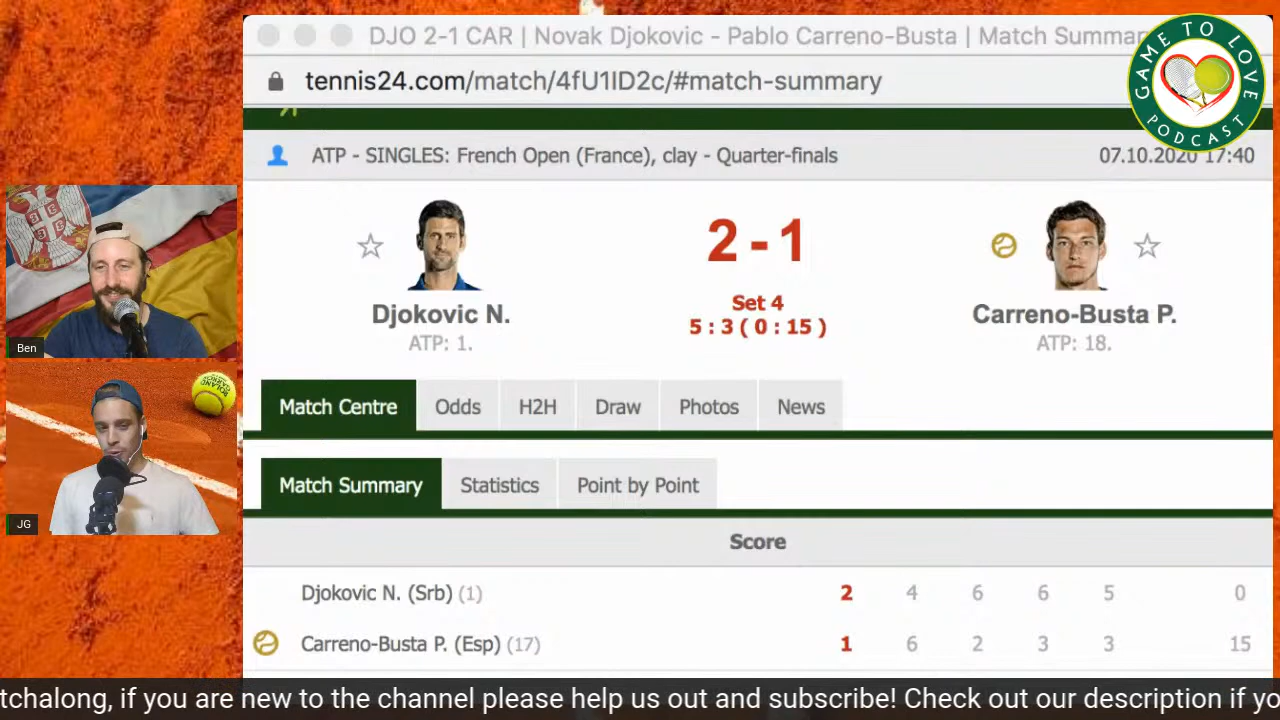 DJO 2-1 CAR | Novak Djokovic - Pablo Carreno-Busta | Match Summar
GAME TO LOVE PODCAST
tennis24.com/match/4fU1ID2c/#match-summary
ATP - SINGLES: French Open (France), clay - Quarter-finals
07.10.2020 17:40
2 - 1
Set 4
5 : 3 ( 0 : 15 )
Djokovic N.
ATP: 1.
Carreno-Busta P.
ATP: 18.
Ben
ROLAND GARROS
JG
Match Centre Odds H2H Draw Photos News
Match Summary Statistics Point by Point
Score
Djokovic N. (Srb) (1) 2 4 6 6 5 0
Carreno-Busta P. (Esp) (17) 1 6 2 3 3 15
tchalong, if you are new to the channel please help us out and subscribe! Check out our description if yo